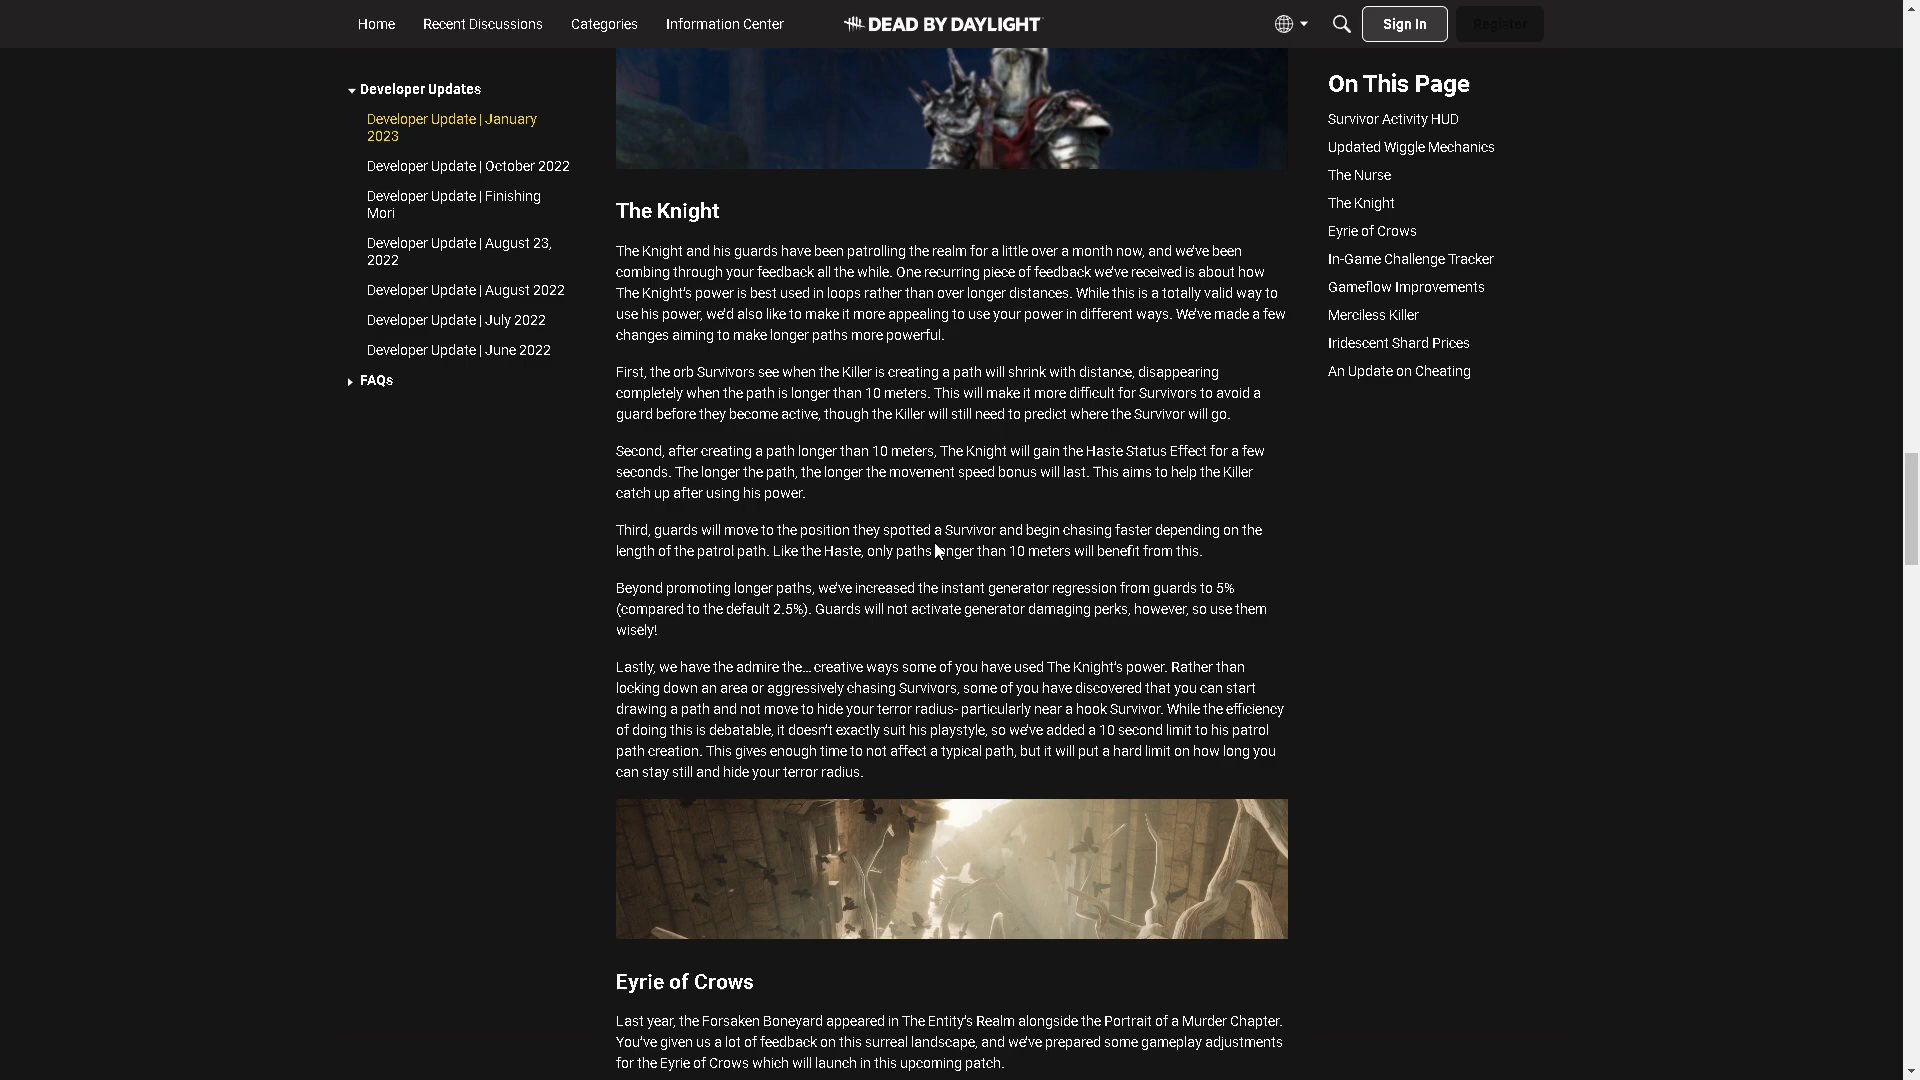 Home
Recent Discussions
Categories
Information Center
DEAD BY DAYLIGHT
Sign In
Register
Developer Updates
Developer Update | January
2023
Developer Update | October 2022
Developer Update | Finishing
Mori
Developer Update | August 23,
2022
Developer Update | August 2022
Developer Update | July 2022
Developer Update | June 2022
FAQs
The Knight
The Knight and his guards have been patrolling the realm for a little over a month now, and we've been
combing through your feedback all the while. One recurring piece of feedback we've received is about how
The Knight's power is best used in loops rather than over longer distances. While this is a totally valid way to
use his power, we'd also like to make it more appealing to use your power in different ways. We've made a few
changes aiming to make longer paths more powerful.
First, the orb Survivors see when the Killer is creating a path will shrink with distance, disappearing
completely when the path is longer than 10 meters. This will make it more difficult for Survivors to avoid a
guard before they become active, though the Killer will still need to predict where the Survivor will go.
Second, after creating a path longer than 10 meters, The Knight will gain the Haste Status Effect for a few
seconds. The longer the path, the longer the movement speed bonus will last. This aims to help the Killer
catch up after using his power.
Third, guards will move to the position they spotted a Survivor and begin chasing faster depending on the
length of the patrol path. Like the Haste, only paths longer than 10 meters will benefit from this.
Beyond promoting longer paths, we've increased the instant generator regression from guards to 5%
(compared to the default 2.5%). Guards will not activate generator damaging perks, however, so use them
wisely!
Lastly, we have the admire the... creative ways some of you have used The Knight's power. Rather than
locking down an area or aggressively chasing Survivors, some of you have discovered that you can start
drawing a path and not move to hide your terror radius- particularly near a hook Survivor. While the efficiency
of doing this is debatable, it doesn't exactly suit his playstyle, so we've added a 10 second limit to his patrol
path creation. This gives enough time to not affect a typical path, but it will put a hard limit on how long you
can stay still and hide your terror radius.
Eyrie of Crows
Last year, the Forsaken Boneyard appeared in The Entity's Realm alongside the Portrait of a Murder Chapter.
You've given us a lot of feedback on this surreal landscape, and we've prepared some gameplay adjustments
for the Eyrie of Crows which will launch in this upcoming patch.
On This Page
Survivor Activity HUD
Updated Wiggle Mechanics
The Nurse
The Knight
Eyrie of Crows
In-Game Challenge Tracker
Gameflow Improvements
Merciless Killer
Iridescent Shard Prices
An Update on Cheating